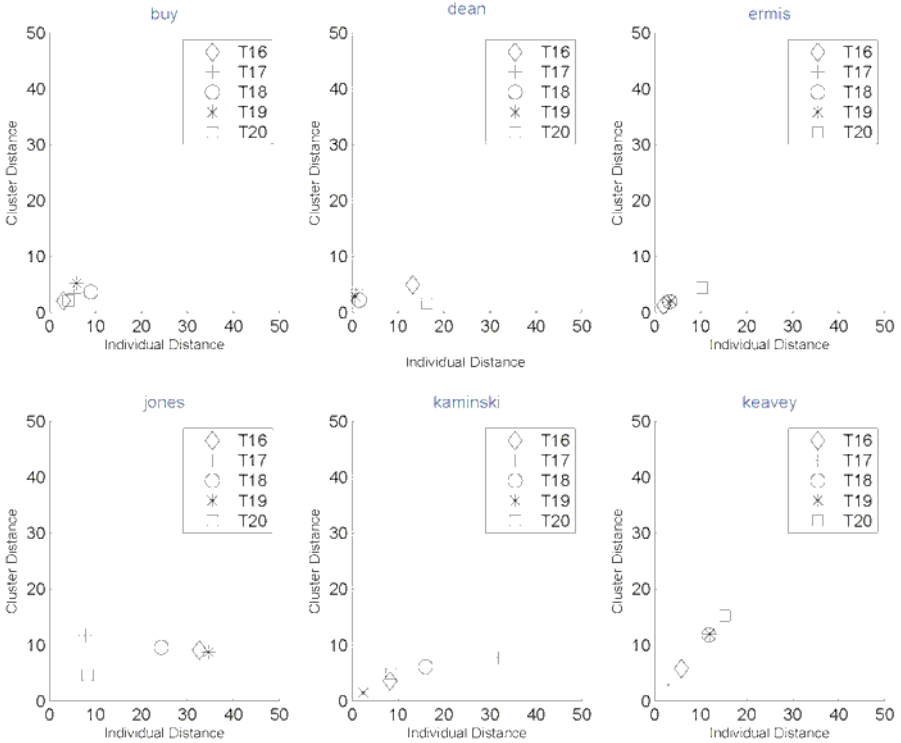 buy
dean
ermis
50
40
30
20
10
0
Cluster Distance
T16
T17
T18
T19
T20
0 10 20 30 40 50
Individual Distance
50
40
30
20
10
0
Cluster Distance
T16
T17
T18
T19
T20
0 10 20 30 40 50
Individual Distance
50
40
30
20
10
0
Cluster Distance
T16
T17
T18
T19
T20
0 10 20 30 40 50
Individual Distance
jones
kaminski
keavey
50
40
30
20
10
0
Cluster Distance
T16
T17
T18
T19
T20
0 10 20 30 40 50
Individual Distance
50
40
30
20
10
0
Cluster Distance
T16
T17
T18
T19
T20
0 10 20 30 40 50
Individual Distance
50
40
30
20
10
0
Cluster Distance
T16
T17
T18
T19
T20
0 10 20 30 40 50
Individual Distance